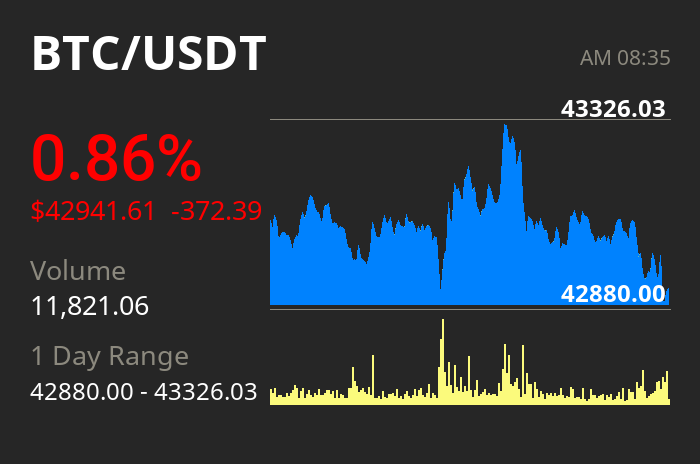 BTC/USDT
AM 08:35
43326.03
0.86%
$42941.61 -372.39
Volume
11,821.06
42880.00
1 Day Range
42880.00 - 43326.03